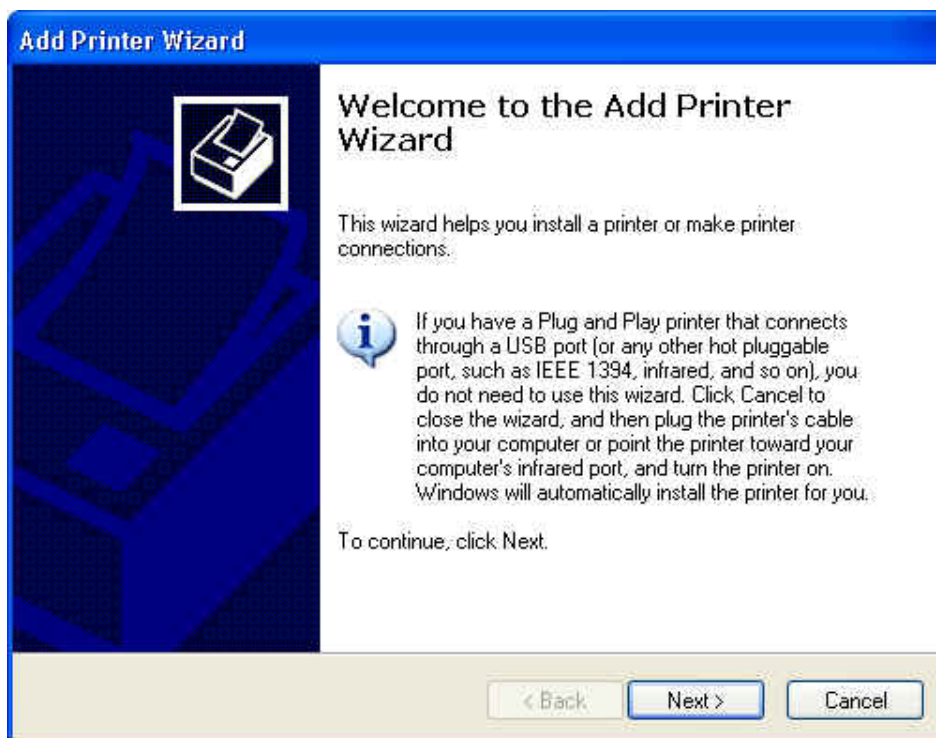 Add Printer Wizard
Welcome to the Add Printer
Wizard
This wizard helps you install a printer or make printer
connections.
If you have a Plug and Play printer that connects
through a USB port (or any other hot pluggable
port, such as IEEE 1394, infrared, and so on), you
do not need to use this wizard. Click Cancel to
close the wizard, and then plug the printer's cable
into your computer or point the printer toward your
computer's infrared port, and turn the printer on.
Windows will automatically install the printer for you.
To continue, click Next.
< Back
Next >
Cancel